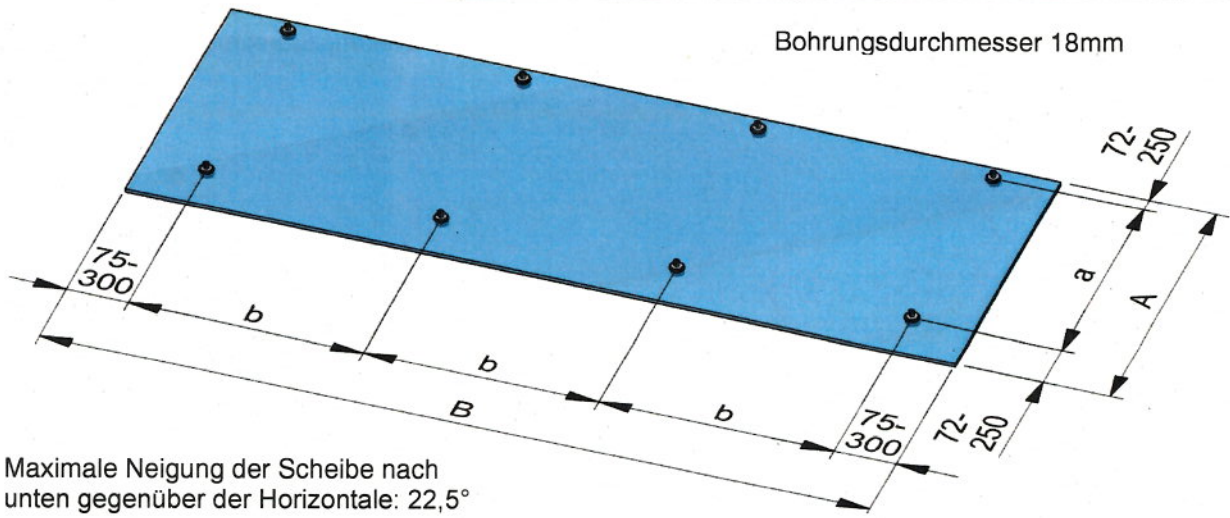 Bohrungsdurchmesser 18mm
72-
250
75-
300
b
a
A
b
B
b
75-
300
72-
250
Maximale Neigung der Scheibe nach
unten gegenüber der Horizontale: 22,5°